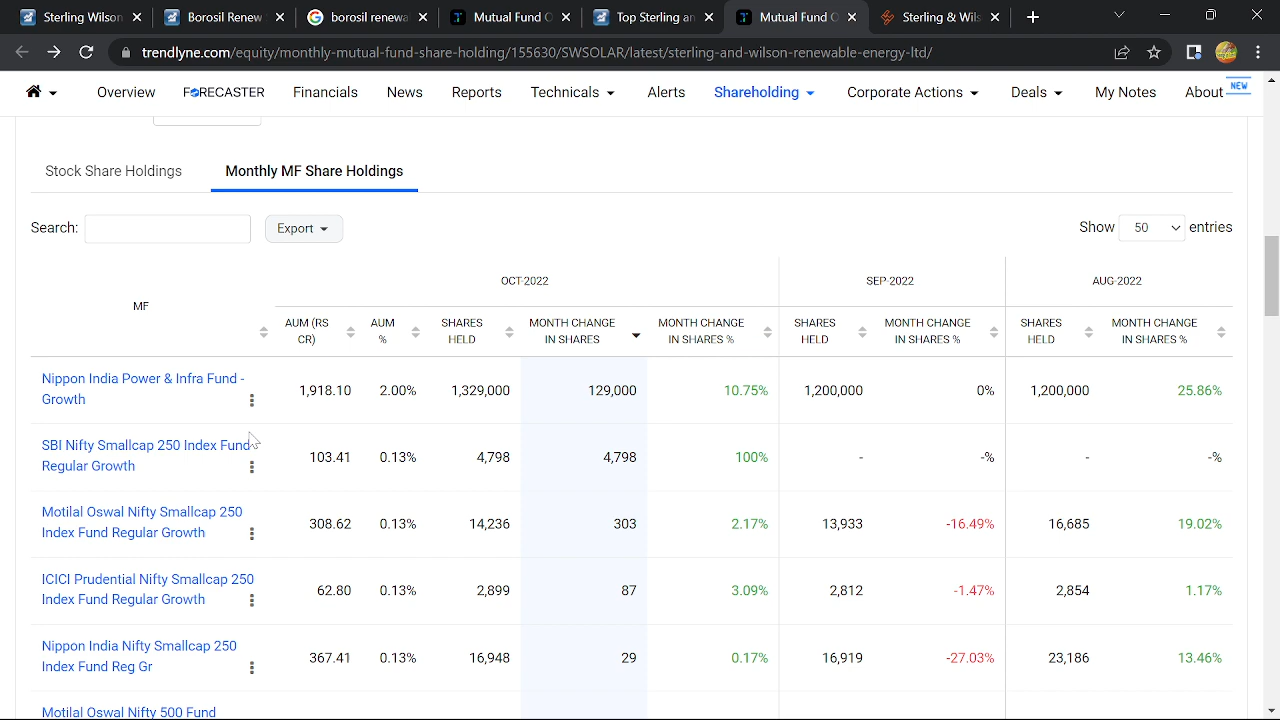 Sterling Wilson
Borosil Renew
borosil renewa
Mutual Fund O
Top Sterling an
Mutual Fund O
Sterling & Wils
trendlyne.com/equity/monthly-mutual-fund-share-holding/155630/SWSOLAR/latest/sterling-and-wilson-renewable-energy-ltd/
Overview FORECASTER Financials News Reports Technicals Alerts Shareholding Corporate Actions Deals My Notes About NEW
Stock Share Holdings Monthly MF Share Holdings
Search: Export Show 50 entries
OCT-2022 SEP-2022 AUG-2022
MF
AUM (RS CR)
AUM %
SHARES HELD
MONTH CHANGE IN SHARES
MONTH CHANGE IN SHARES %
SHARES HELD
MONTH CHANGE IN SHARES %
SHARES HELD
MONTH CHANGE IN SHARES %
Nippon India Power & Infra Fund -
Growth
1,918.10 2.00% 1,329,000 129,000 10.75% 1,200,000 0% 1,200,000 25.86%
SBI Nifty Smallcap 250 Index Fund
Regular Growth
103.41 0.13% 4,798 4,798 100% - -% - -%
Motilal Oswal Nifty Smallcap 250
Index Fund Regular Growth
308.62 0.13% 14,236 303 2.17% 13,933 -16.49% 16,685 19.02%
ICICI Prudential Nifty Smallcap 250
Index Fund Regular Growth
62.80 0.13% 2,899 87 3.09% 2,812 -1.47% 2,854 1.17%
Nippon India Nifty Smallcap 250
Index Fund Reg Gr
367.41 0.13% 16,948 29 0.17% 16,919 -27.03% 23,186 13.46%
Motilal Oswal Nifty 500 Fund